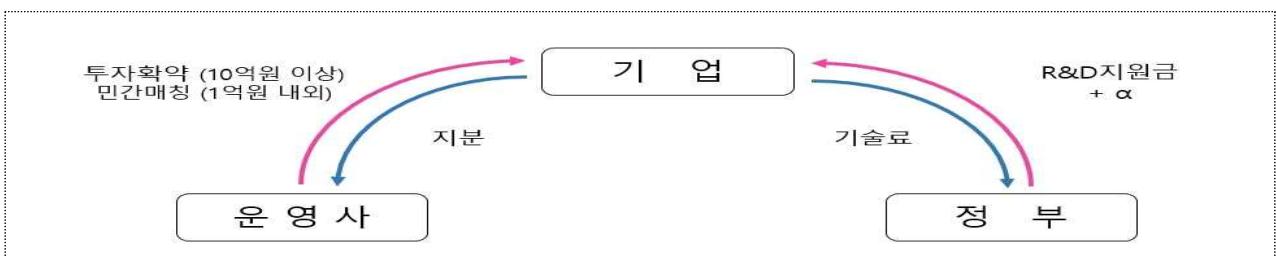 기 업
투자확약 (10억원 이상)
민간매칭 (1억원 내외)
R&D지원금
+ α
지분
기술료
운 영 사
정 부